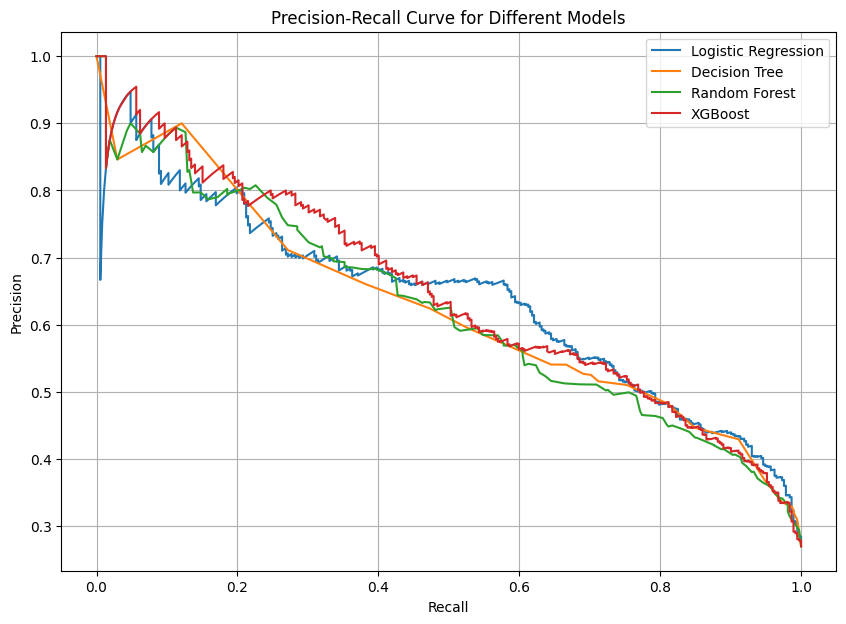 Precision-Recall Curve for Different Models
Logistic Regression
Decision Tree
Random Forest
XGBoost
1.0
0.9
0.8
0.7
0.6
0.5
0.4
0.3
Precision
0.0 0.2 0.4 0.6 0.8 1.0
Recall